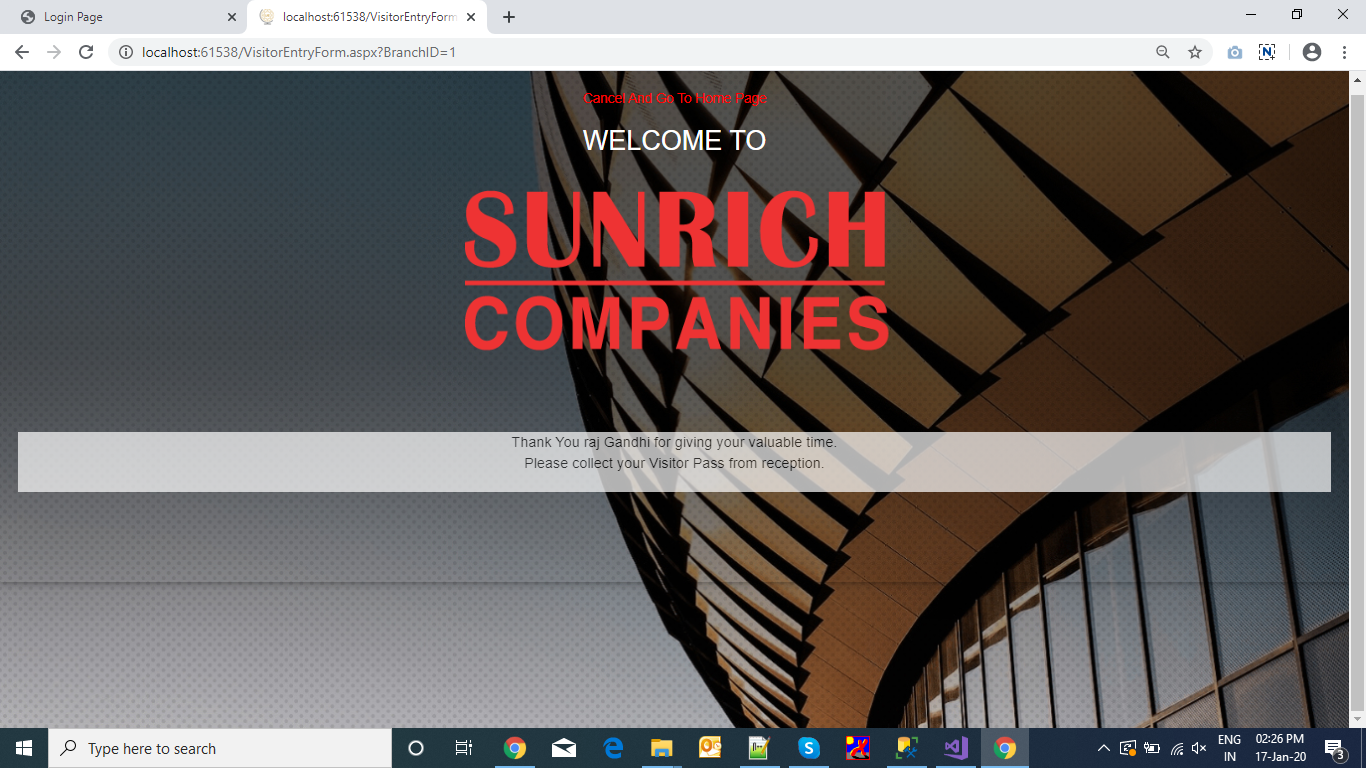 Login Page
localhost:61538/VisitorEntryForm
localhost:61538/VisitorEntryForm.aspx?BranchID=1
Cancel And Go To Home Page
WELCOME TO
SUNRICH
COMPANIES
Thank You raj Gandhi for giving your valuable time.
Please collect your Visitor Pass from reception.
Type here to search
ENG
IN
02:26 PM
17-Jan-20
3